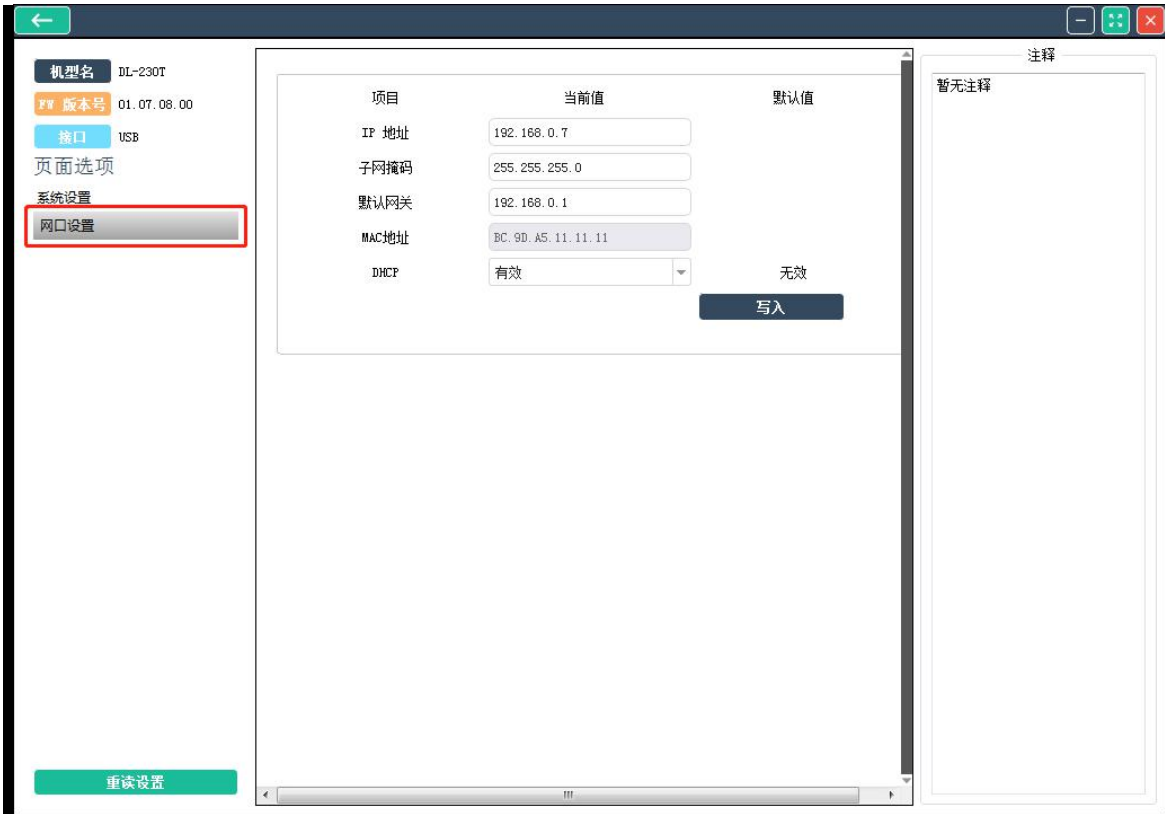 机型名 DL-230T
FW 版本号 01.07.08.00
接口 USB
页面选项
系统设置
网口设置
重读设置
项目 当前值 默认值
IP 地址 192.168.0.7
子网掩码 255.255.255.0
默认网关 192.168.0.1
MAC地址 BC.9D.A5.11.11.11
DHCP 有效 无效
写入
注释
暂无注释